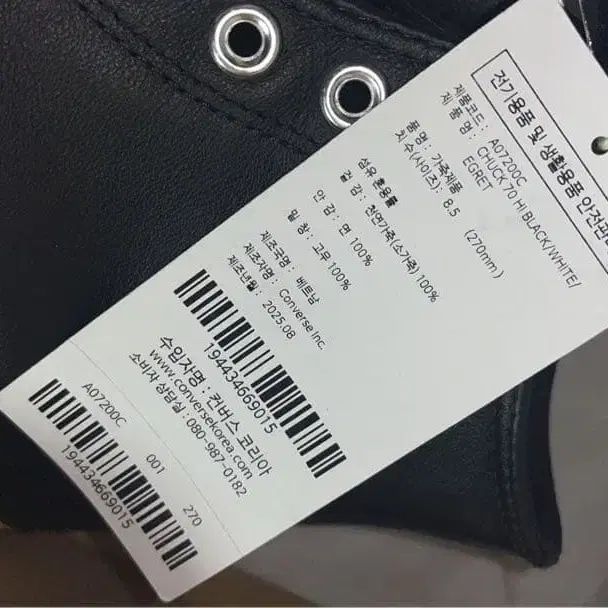 전기용품 및 생활용품 안전관
제품코드 : A07200C
제 품 명 : CHUCK 70 HI BLACK/WHITE/
EGRET
품명 : 가죽제품
치 수(사이즈) : 8.5 (270mm)
섬유 혼용률
겉 감 : 천연가죽(소가죽) 100%
안 감 : 면 100%
밑 창 : 고무 100%
제조국명 : 베트남
제조자명 : Converse Inc.
제조년월 : 2025.08
194434669015
수입자명 : 컨버스 코리아
www.conversekorea.com
소비자 상담실 : 080-987-0182
A07200C 001 270
194434669015